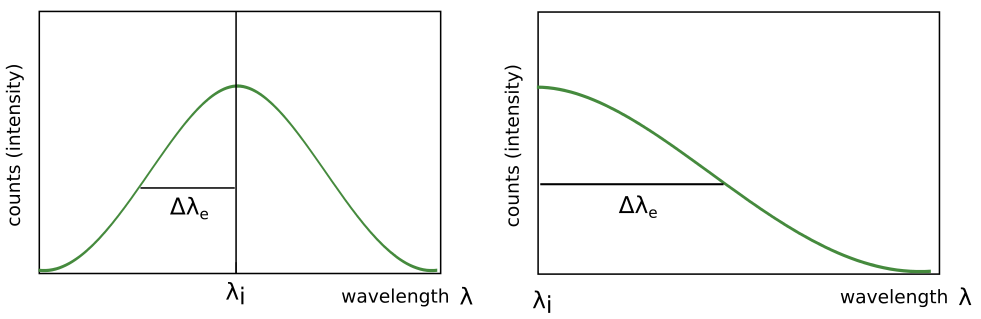 counts (intensity)
Δλe
λi
wavelength λ
counts (intensity)
Δλe
λi
wavelength λ